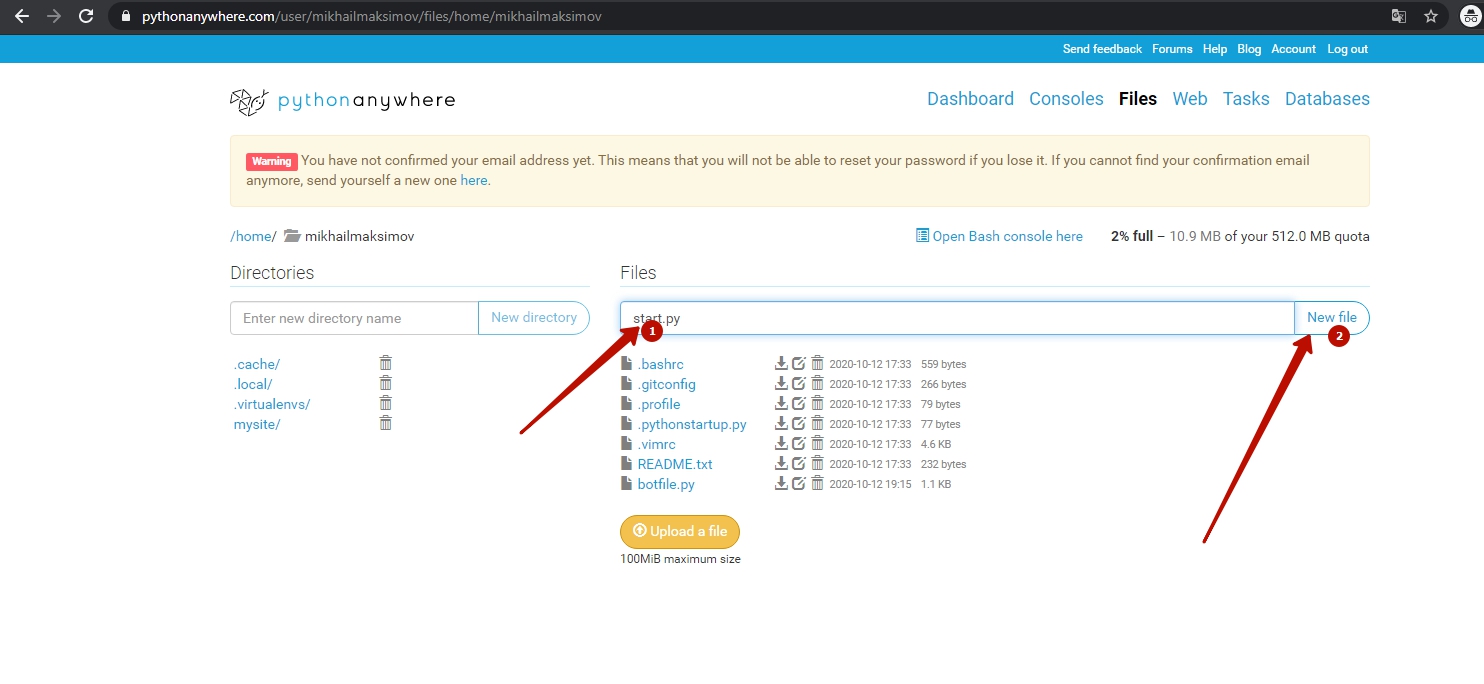 pythonanywhere.com/user/mikhailmaksimov/files/home/mikhailmaksimov
Send feedback Forums Help Blog Account Log out
pythonanywhere
Dashboard Consoles Files Web Tasks Databases
Warning You have not confirmed your email address yet. This means that you will not be able to reset your password if you lose it. If you cannot find your confirmation email
anymore, send yourself a new one here.
/home/ mikhailmaksimov
Open Bash console here 2% full – 10.9 MB of your 512.0 MB quota
Directories
Enter new directory name New directory
.cache/
.local/
.virtualenvs/
mysite/
Files
start.py New file
1 2
.bashrc 2020-10-12 17:33 559 bytes
.gitconfig 2020-10-12 17:33 266 bytes
.profile 2020-10-12 17:33 79 bytes
.pythonstartup.py 2020-10-12 17:33 77 bytes
.vimrc 2020-10-12 17:33 4.6 KB
README.txt 2020-10-12 17:33 232 bytes
botfile.py 2020-10-12 19:15 1.1 KB
Upload a file
100MiB maximum size